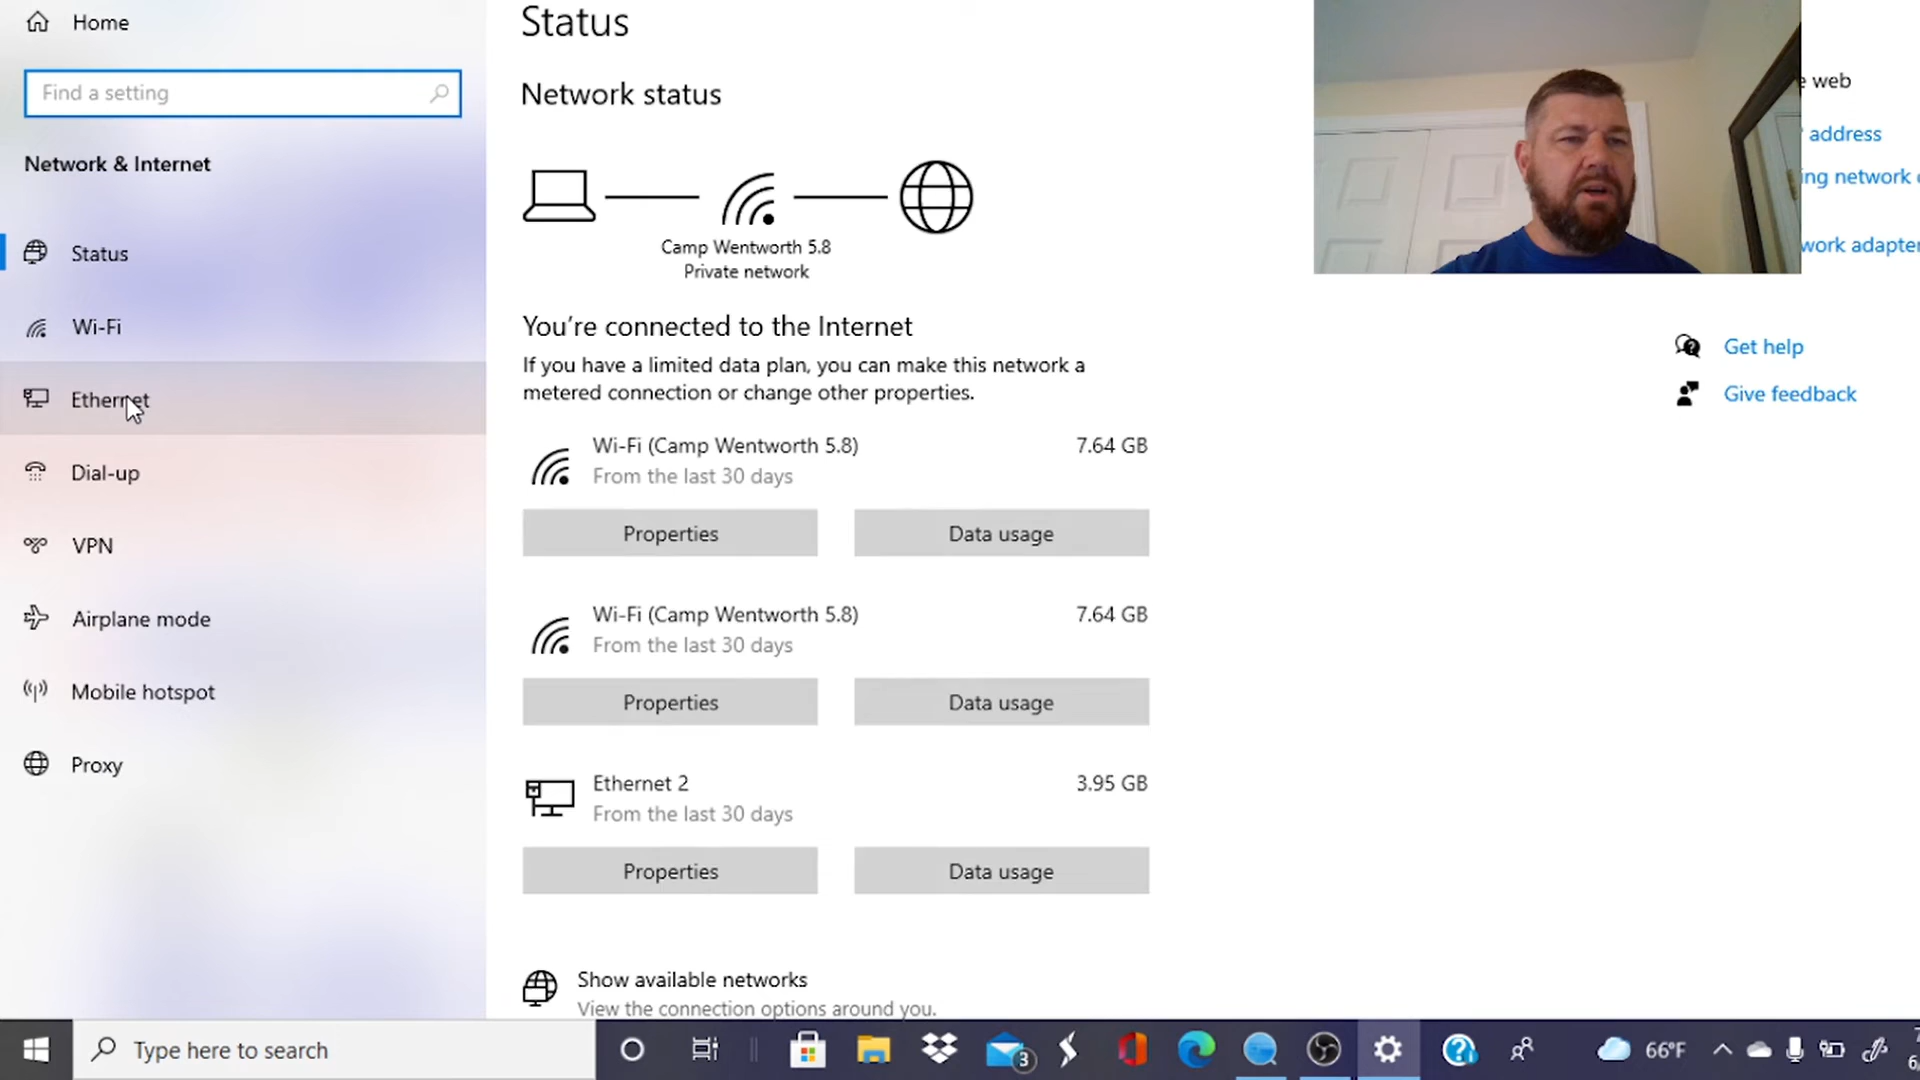 Home
Find a setting
Network & Internet
Status
Wi-Fi
Ethernet
Dial-up
VPN
Airplane mode
Mobile hotspot
Proxy
Status
Network status
Camp Wentworth 5.8
Private network
You're connected to the Internet
If you have a limited data plan, you can make this network a
metered connection or change other properties.
Wi-Fi (Camp Wentworth 5.8) 7.64 GB
From the last 30 days
Properties Data usage
Wi-Fi (Camp Wentworth 5.8) 7.64 GB
From the last 30 days
Properties Data usage
Ethernet 2 3.95 GB
From the last 30 days
Properties Data usage
Show available networks
View the connection options around you.
web
address
network
Get help
Give feedback
Type here to search
3
66°F